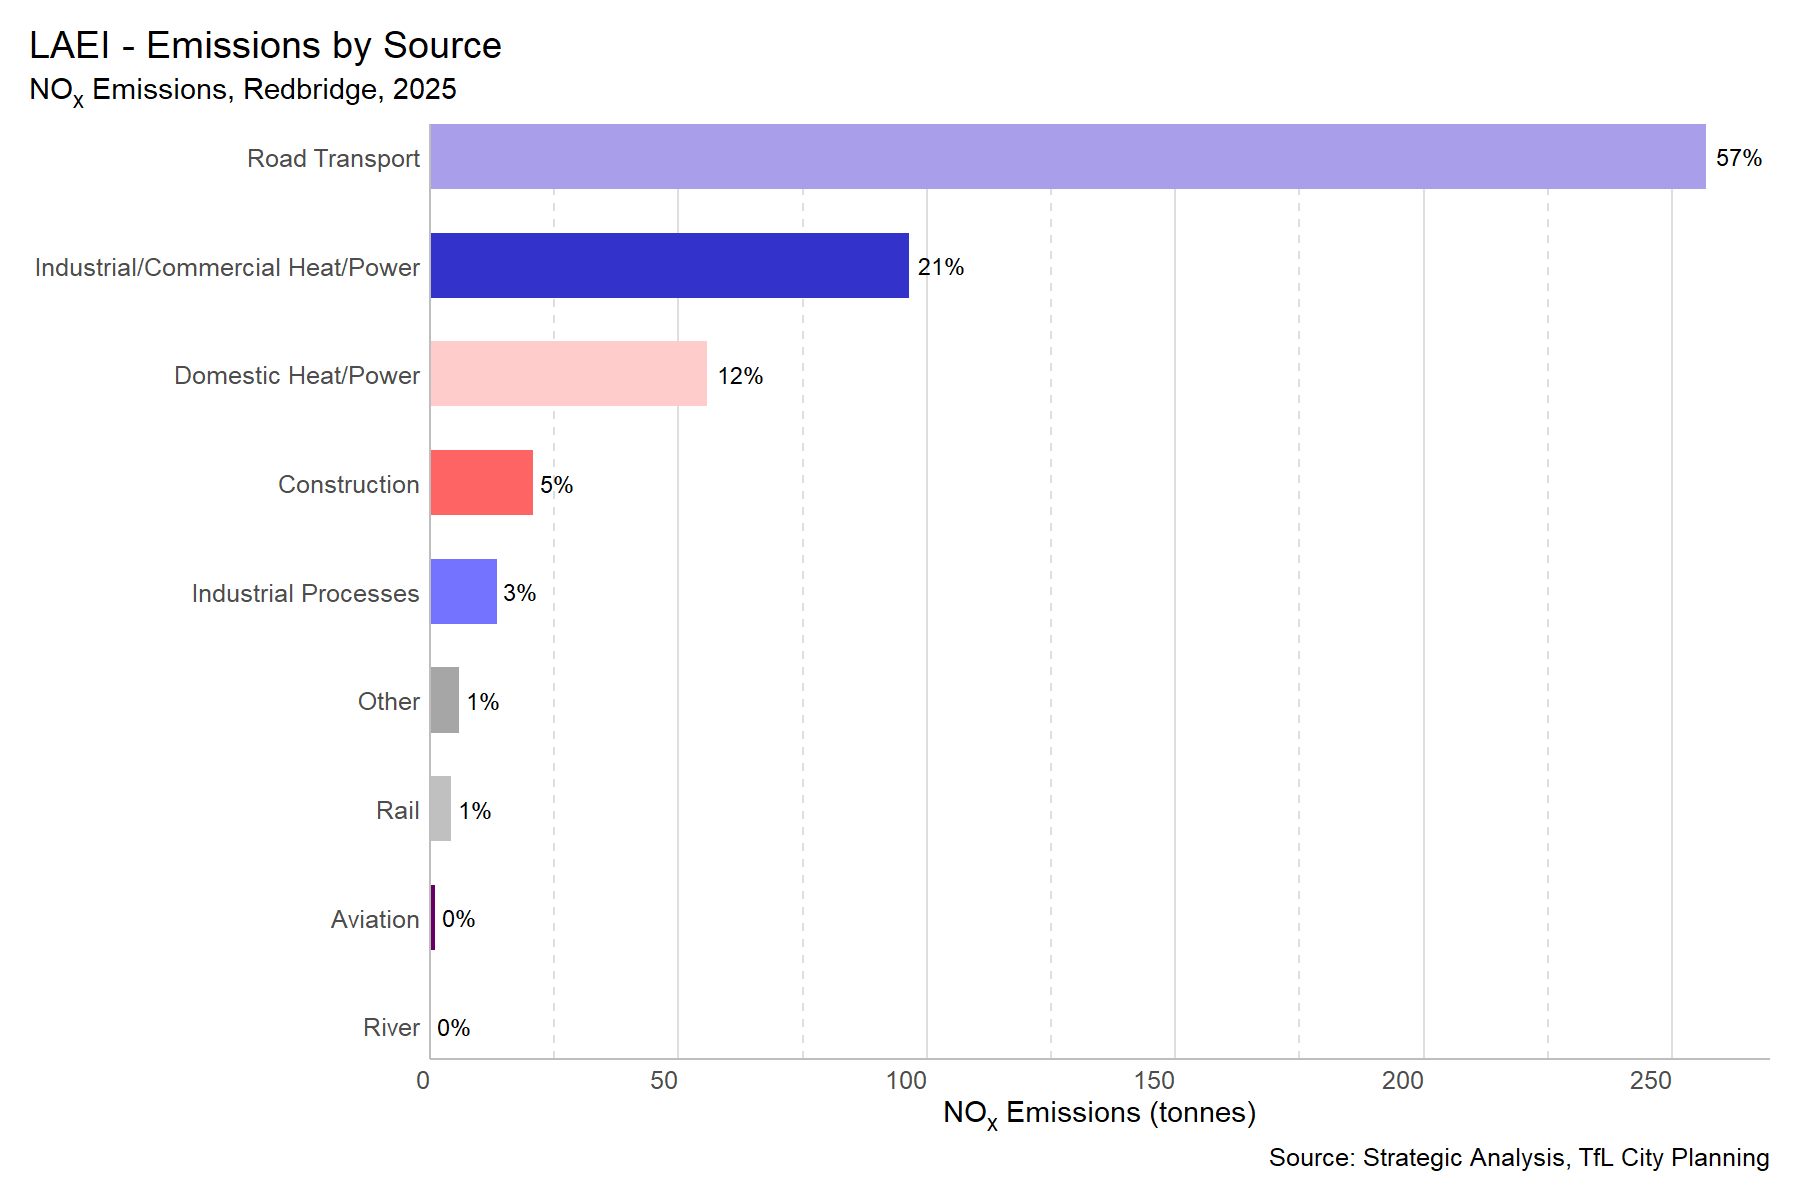 LAEI - Emissions by Source
NOx Emissions, Redbridge, 2025
Road Transport 57%
Industrial/Commercial Heat/Power 21%
Domestic Heat/Power 12%
Construction 5%
Industrial Processes 3%
Other 1%
Rail 1%
Aviation 0%
River 0%
0 50 100 150 200 250
NOx Emissions (tonnes)
Source: Strategic Analysis, TfL City Planning